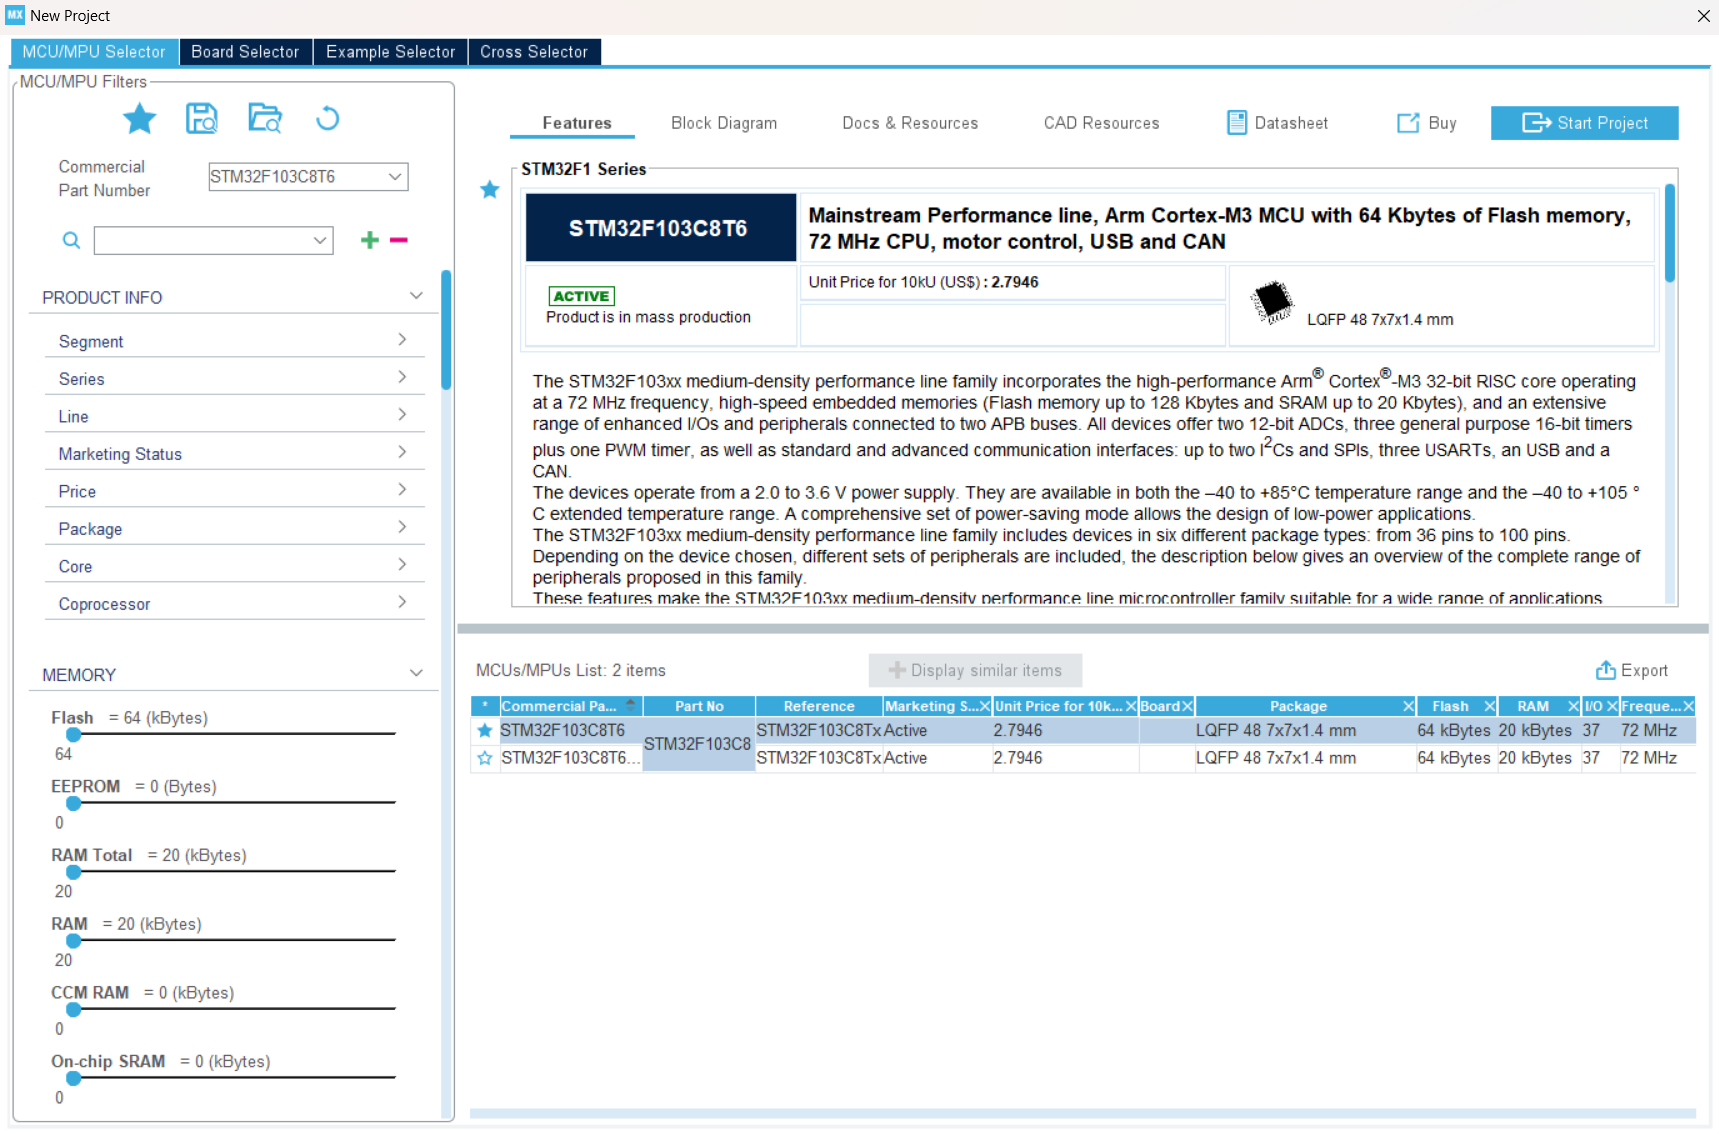 MX New Project
MCU/MPU Selector Board Selector Example Selector Cross Selector
MCU/MPU Filters
Commercial
Part Number
STM32F103C8T6
PRODUCT INFO
Segment
Series
Line
Marketing Status
Price
Package
Core
Coprocessor
MEMORY
Flash = 64 (kBytes)
64
EEPROM = 0 (Bytes)
0
RAM Total = 20 (kBytes)
20
RAM = 20 (kBytes)
20
CCM RAM = 0 (kBytes)
0
On-chip SRAM = 0 (kBytes)
0
Features Block Diagram Docs & Resources CAD Resources Datasheet Buy Start Project
STM32F1 Series
STM32F103C8T6
Mainstream Performance line, Arm Cortex-M3 MCU with 64 Kbytes of Flash memory,
72 MHz CPU, motor control, USB and CAN
ACTIVE
Product is in mass production
Unit Price for 10kU (US$) : 2.7946
LQFP 48 7x7x1.4 mm
The STM32F103xx medium-density performance line family incorporates the high-performance Arm® Cortex®-M3 32-bit RISC core operating
at a 72 MHz frequency, high-speed embedded memories (Flash memory up to 128 Kbytes and SRAM up to 20 Kbytes), and an extensive
range of enhanced I/Os and peripherals connected to two APB buses. All devices offer two 12-bit ADCs, three general purpose 16-bit timers
plus one PWM timer, as well as standard and advanced communication interfaces: up to two I²Cs and SPIs, three USARTs, an USB and a
CAN.
The devices operate from a 2.0 to 3.6 V power supply. They are available in both the –40 to +85°C temperature range and the –40 to +105 °
C extended temperature range. A comprehensive set of power-saving mode allows the design of low-power applications.
The STM32F103xx medium-density performance line family includes devices in six different package types: from 36 pins to 100 pins.
Depending on the device chosen, different sets of peripherals are included, the description below gives an overview of the complete range of
peripherals proposed in this family.
These features make the STM32F103xx medium-density performance line microcontroller family suitable for a wide range of applications
MCUs/MPUs List: 2 items
Display similar items
Export
* Commercial Pa... Part No Reference Marketing S... Unit Price for 10k... Board Package Flash RAM I/O Freque...
STM32F103C8T6 STM32F103C8 STM32F103C8Tx Active 2.7946 LQFP 48 7x7x1.4 mm 64 kBytes 20 kBytes 37 72 MHz
STM32F103C8T6... STM32F103C8Tx Active 2.7946 LQFP 48 7x7x1.4 mm 64 kBytes 20 kBytes 37 72 MHz